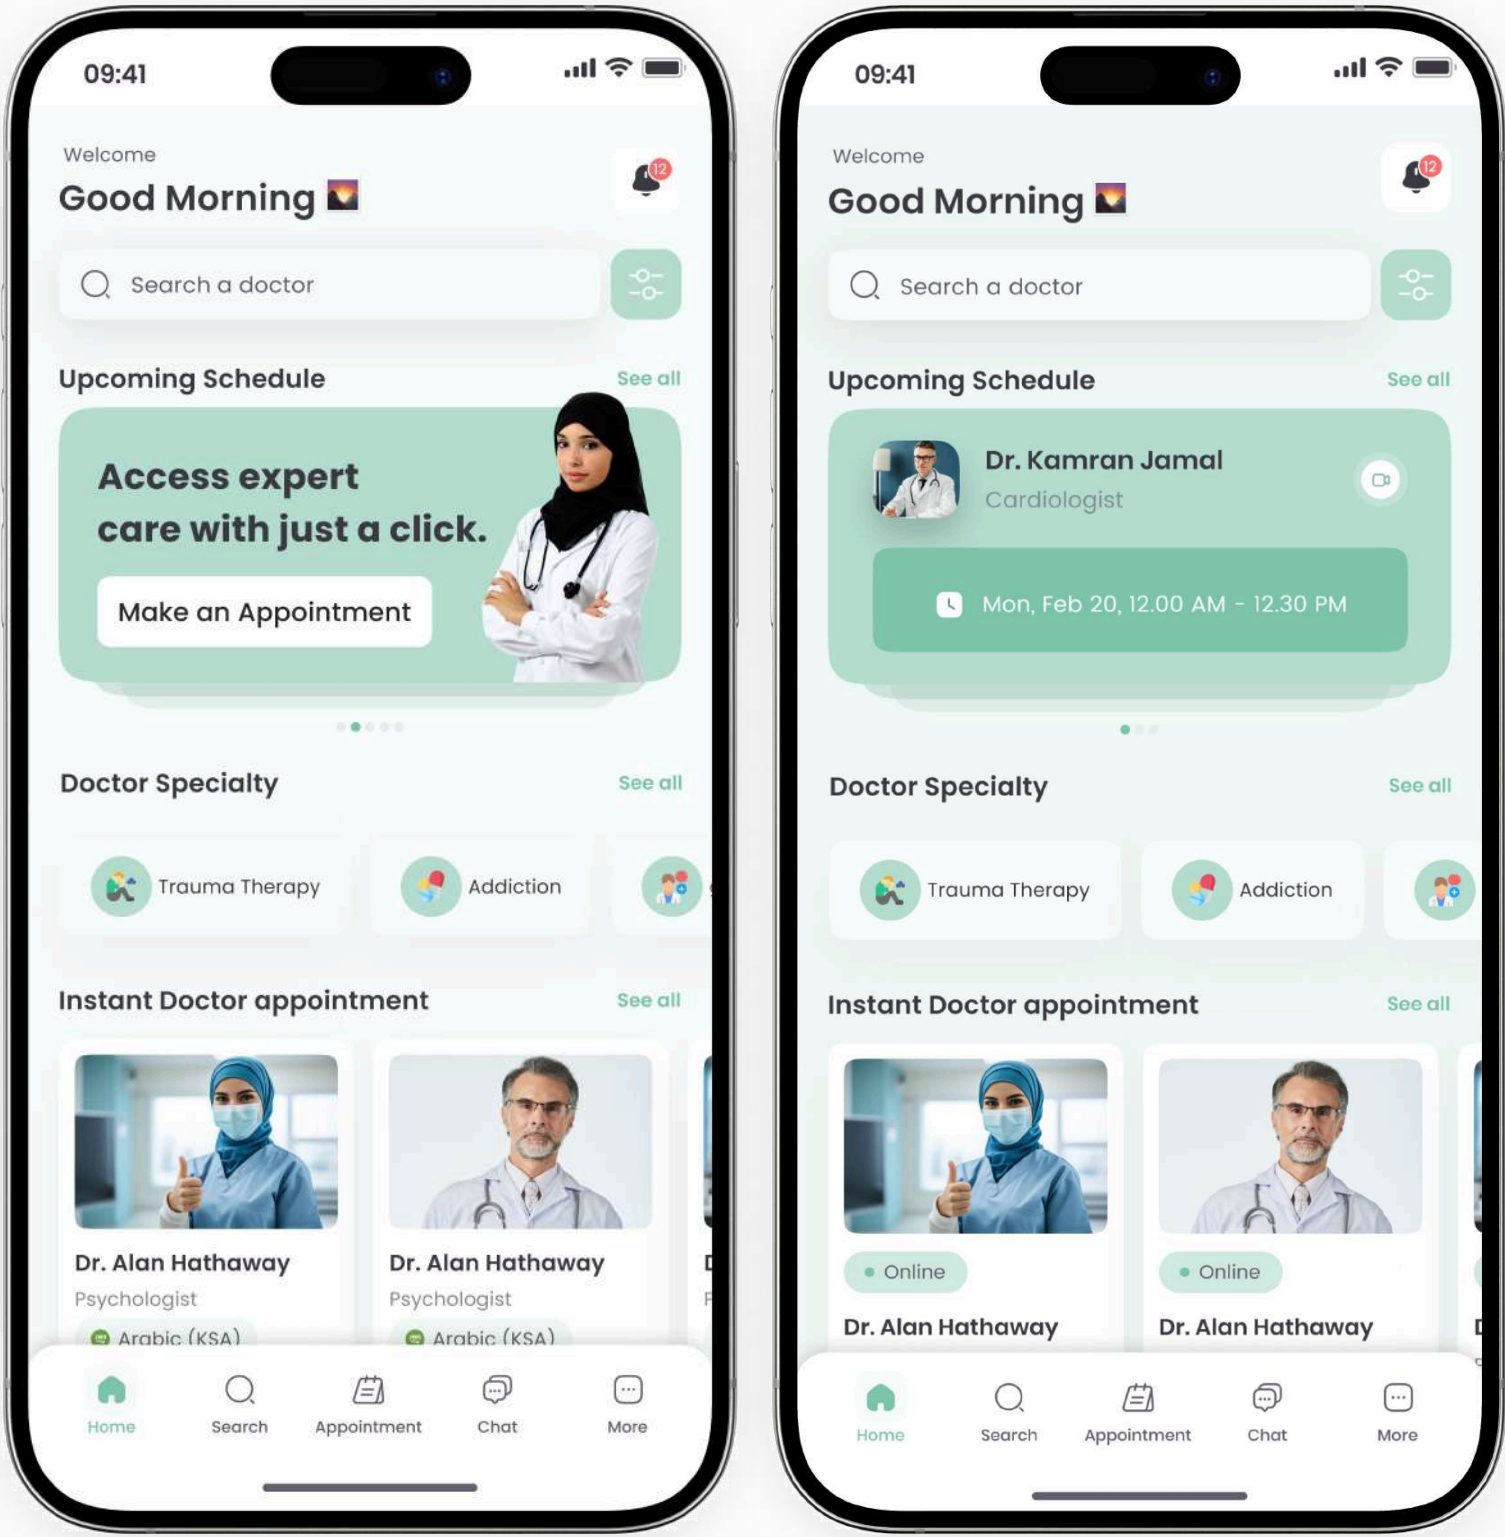 09:41
Welcome
Good Morning
12
Search a doctor
Upcoming Schedule
See all
Access expert
care with just a click.
Make an Appointment
Doctor Specialty
See all
Trauma Therapy
Addiction
Instant Doctor appointment
See all
Dr. Alan Hathaway
Psychologist
Arabic (KSA)
Dr. Alan Hathaway
Psychologist
Arabic (KSA)
Home
Search
Appointment
Chat
More
09:41
Welcome
Good Morning
12
Search a doctor
Upcoming Schedule
See all
Dr. Kamran Jamal
Cardiologist
Mon, Feb 20, 12.00 AM - 12.30 PM
Doctor Specialty
See all
Trauma Therapy
Addiction
Instant Doctor appointment
See all
Online
Dr. Alan Hathaway
Online
Dr. Alan Hathaway
Home
Search
Appointment
Chat
More